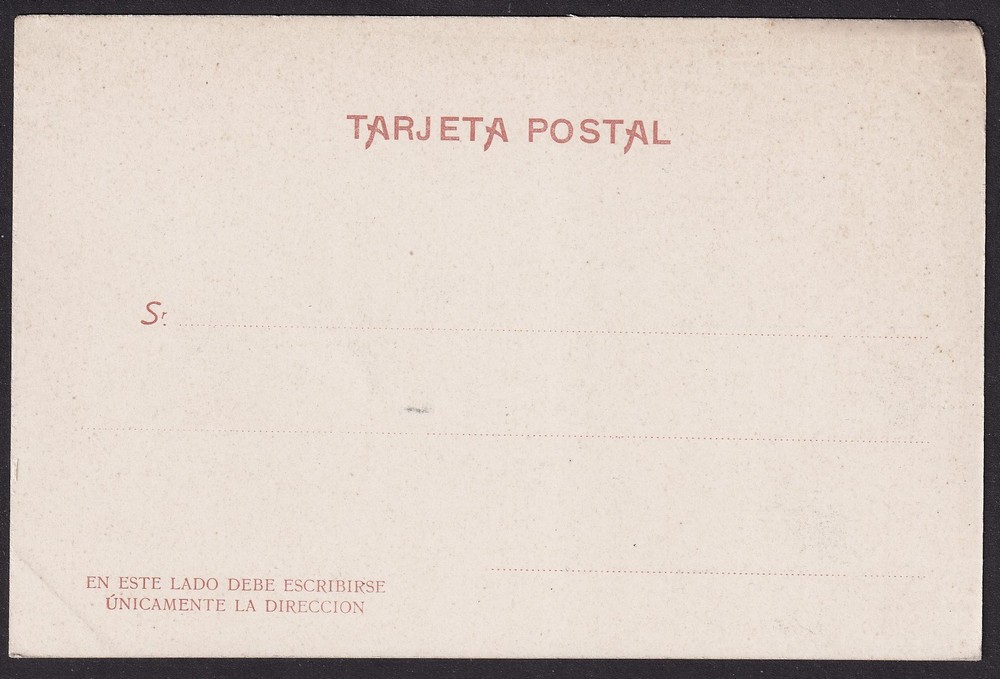 TARJETA POSTAL
Sr.
EN ESTE LADO DEBE ESCRIBIRSE
ÚNICAMENTE LA DIRECCION